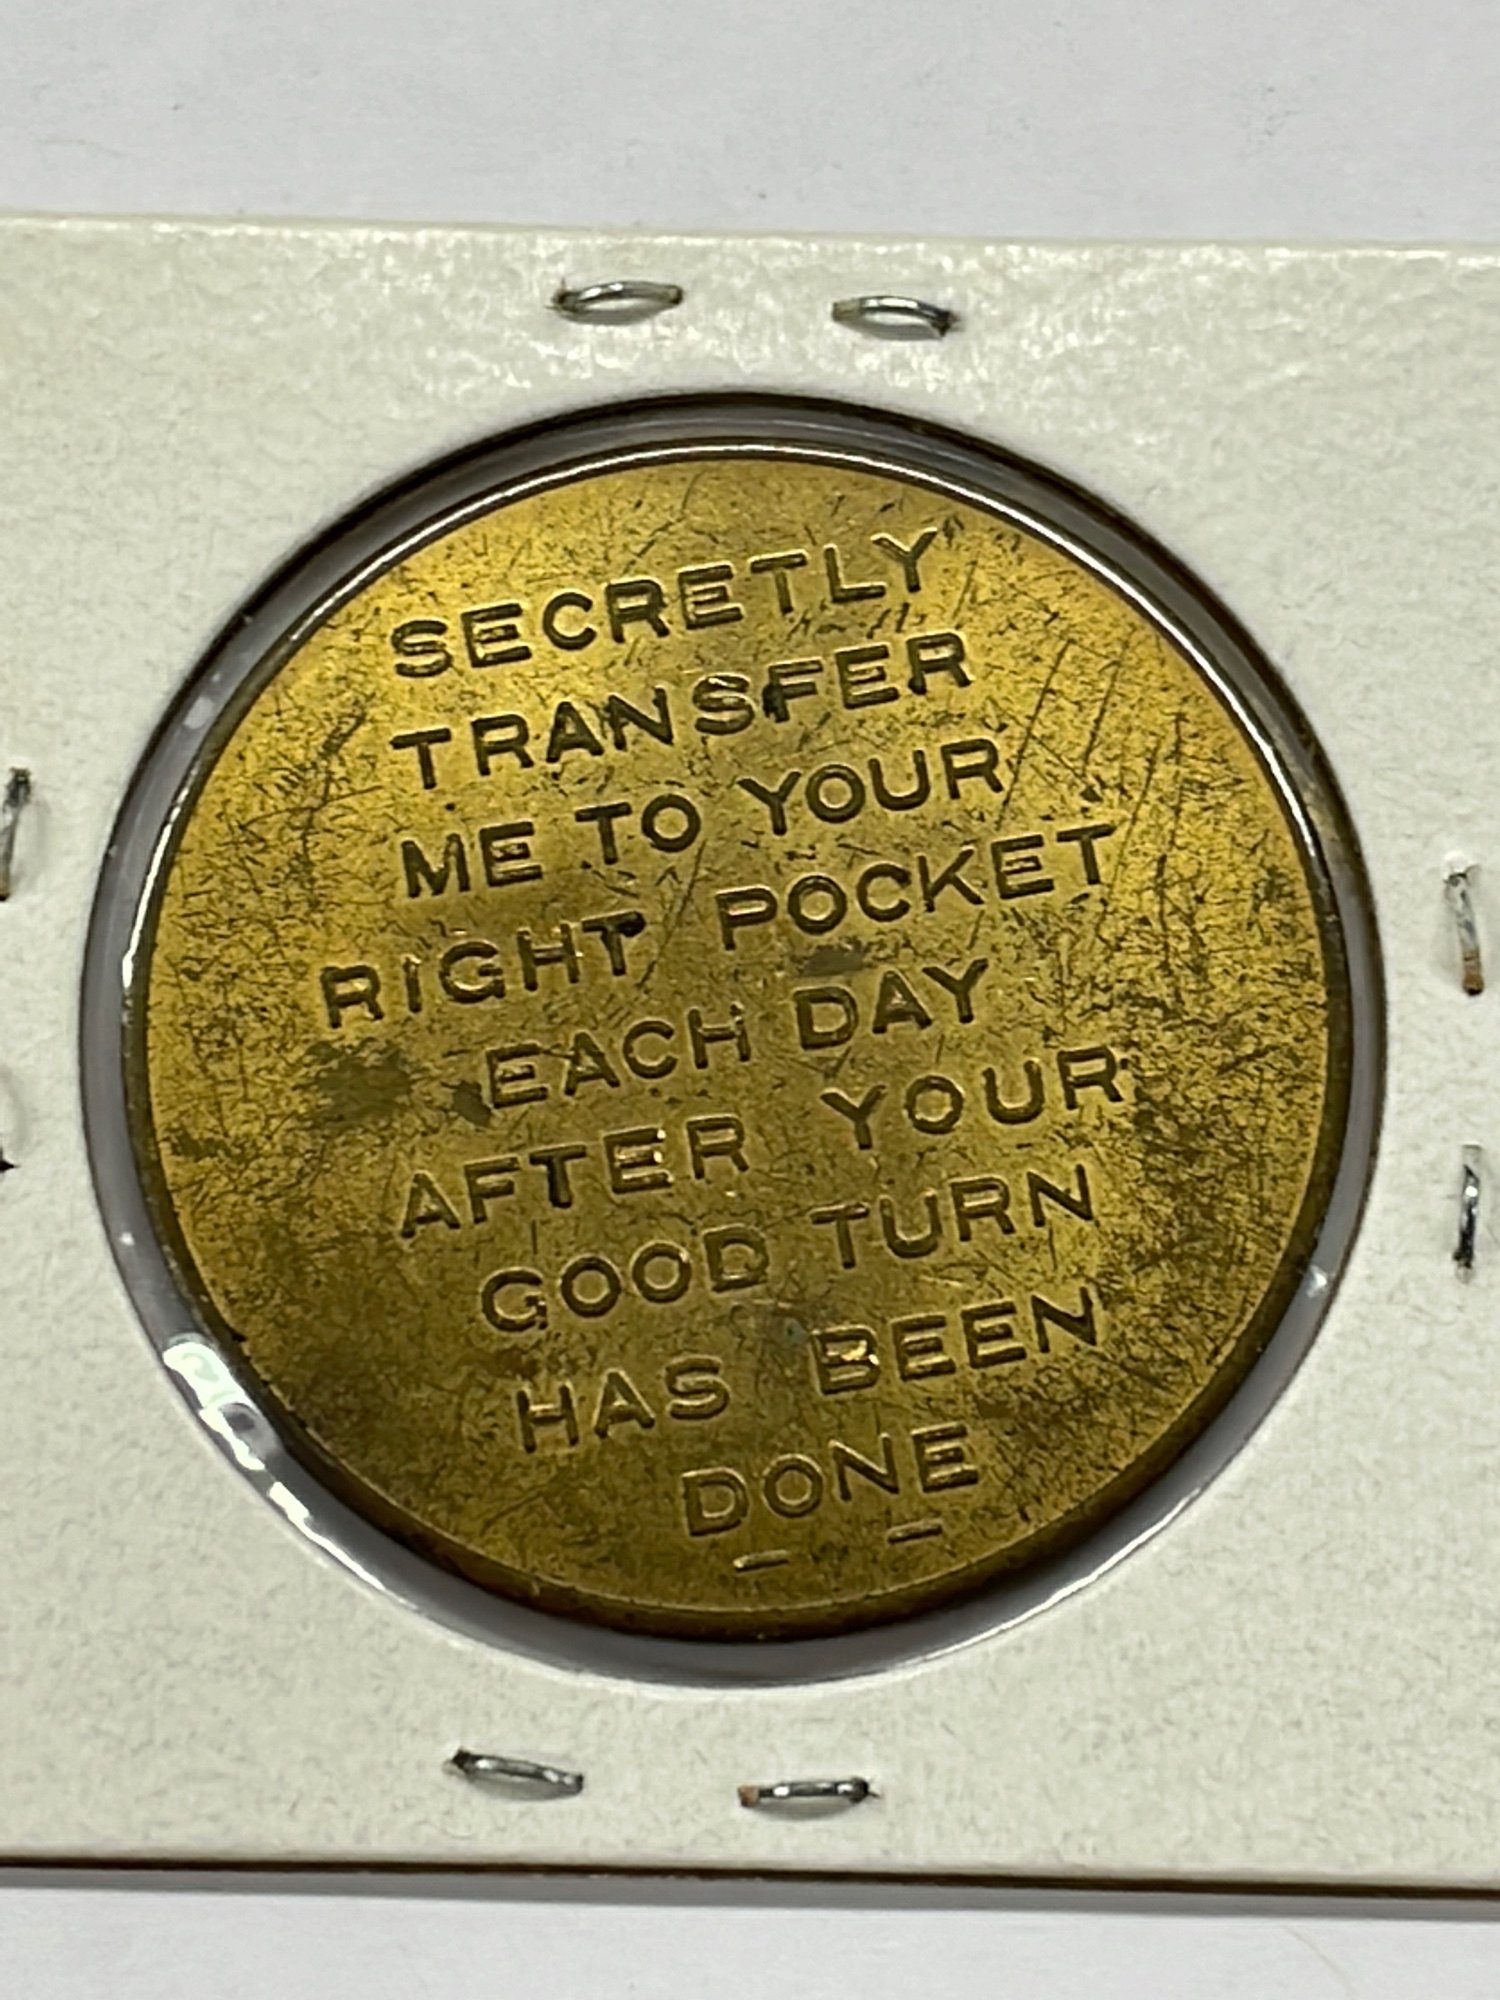 SECRETLY
TRANSFER
ME TO YOUR
RIGHT POCKET
EACH DAY
AFTER YOUR
GOOD TURN
HAS BEEN
DONE